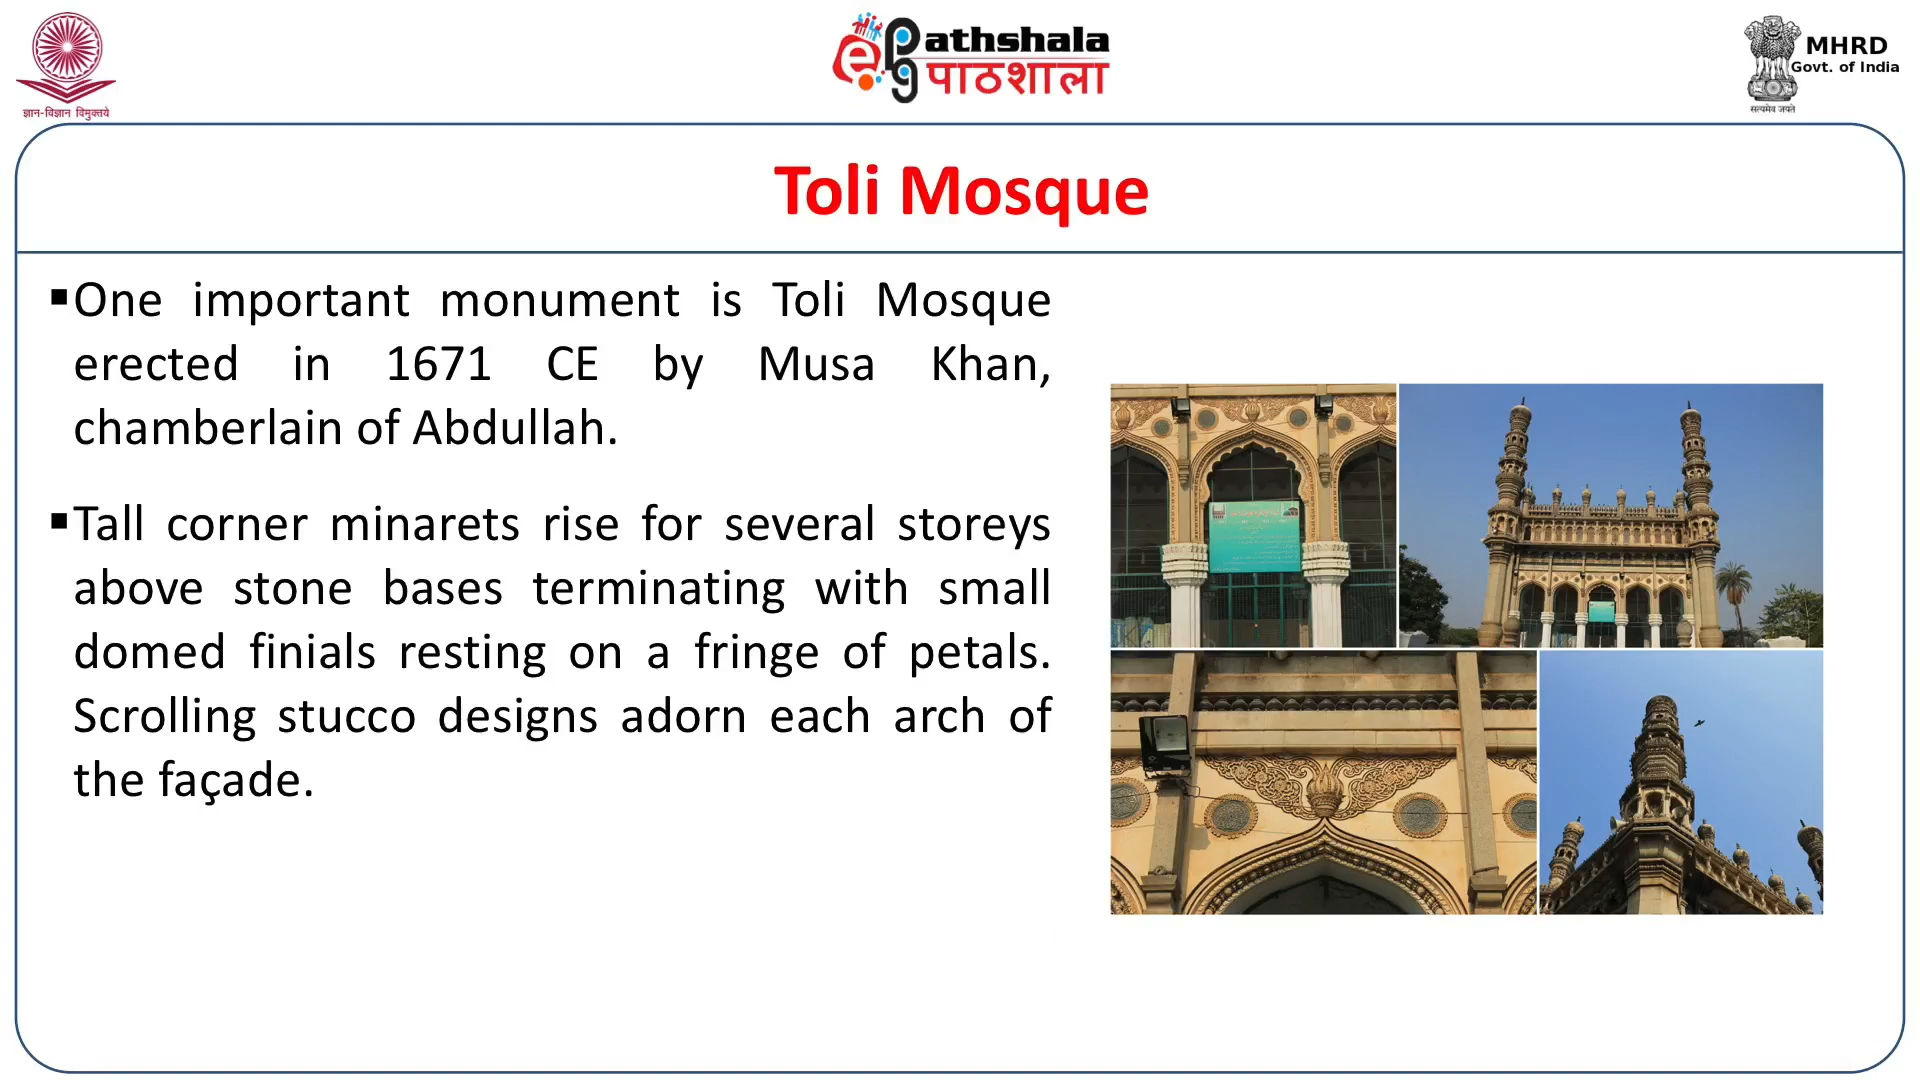 ज्ञान-विज्ञान विमुक्तये
e
pg
athshala
पाठशाला
MHRD
Govt. of India
सत्यमेव जयते
Toli Mosque
▪One important monument is Toli Mosque
erected in 1671 CE by Musa Khan,
chamberlain of Abdullah.
▪Tall corner minarets rise for several storeys
above stone bases terminating with small
domed finials resting on a fringe of petals.
Scrolling stucco designs adorn each arch of
the façade.